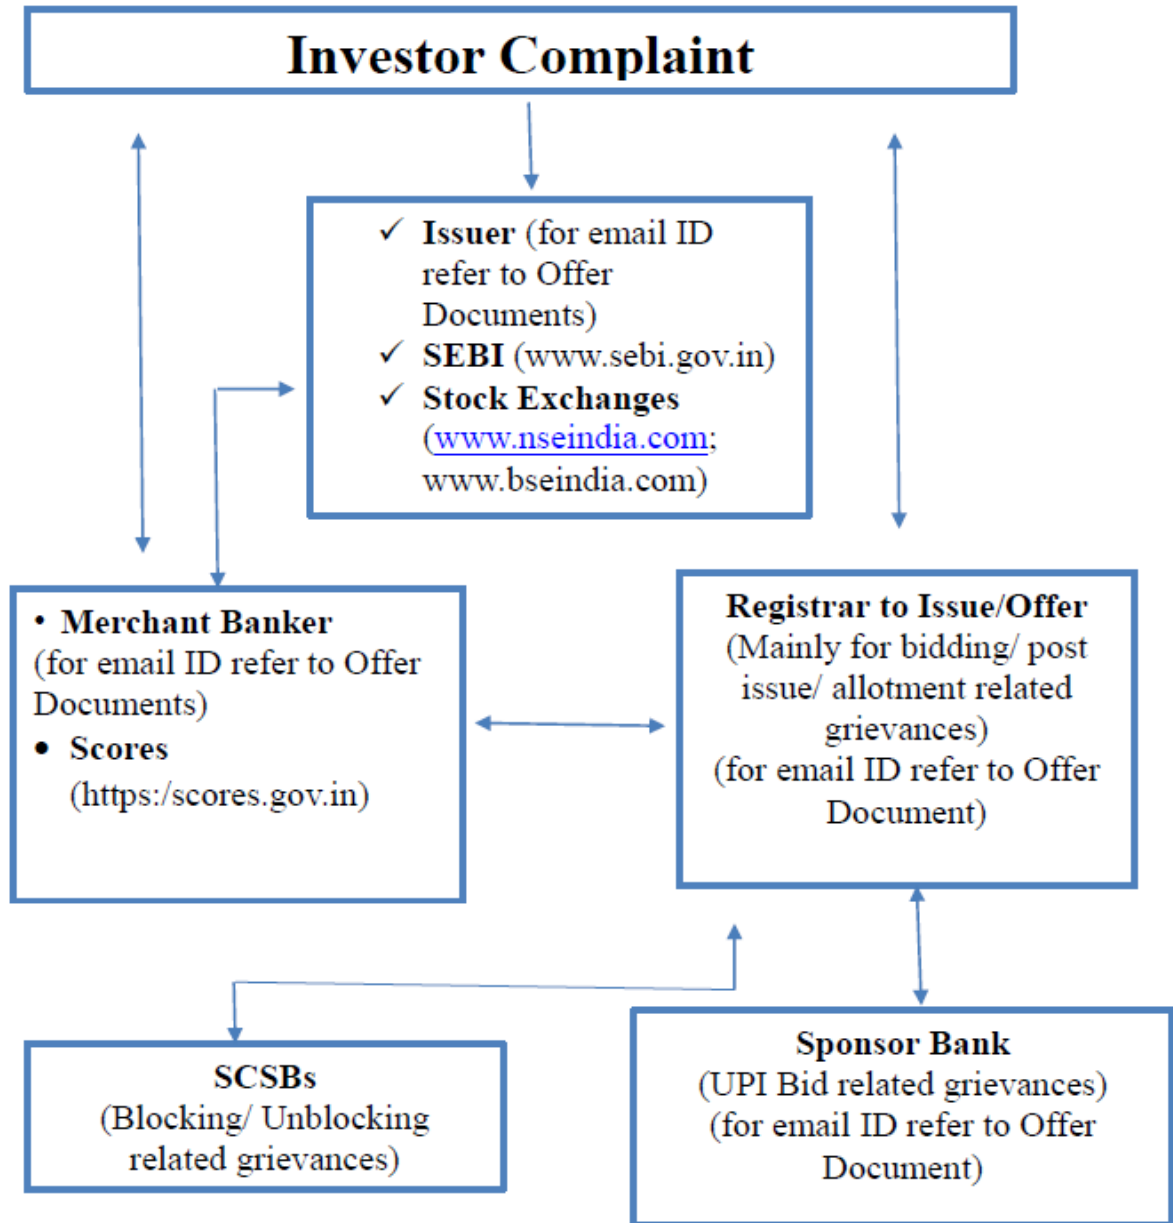 Investor Complaint
✓ Issuer (for email ID
refer to Offer
Documents)
✓ SEBI (www.sebi.gov.in)
✓ Stock Exchanges
(www.nseindia.com;
www.bseindia.com)
• Merchant Banker
(for email ID refer to Offer
Documents)
• Scores
(https:/scores.gov.in)
Registrar to Issue/Offer
(Mainly for bidding/ post
issue/ allotment related
grievances)
(for email ID refer to Offer
Document)
SCSBs
(Blocking/ Unblocking
related grievances)
Sponsor Bank
(UPI Bid related grievances)
(for email ID refer to Offer
Document)